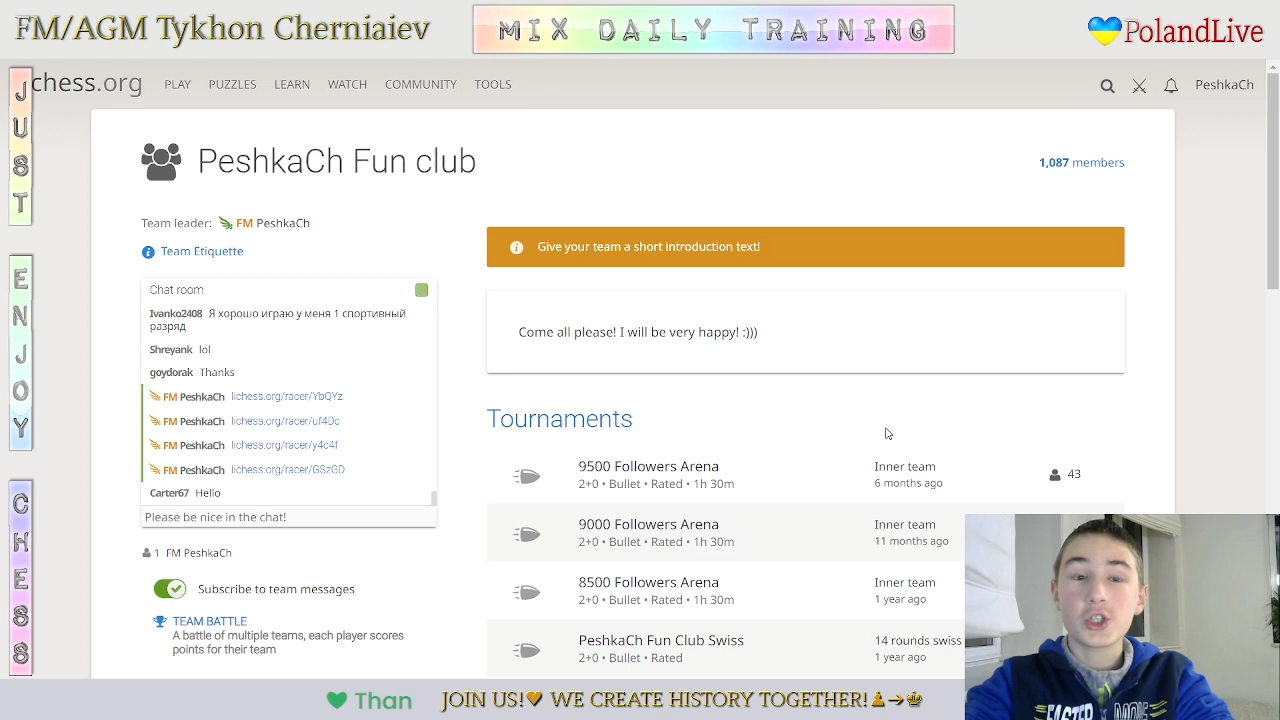 FM/AGM Tykhon Cherniaiev
MIX DAILY TRAINING
PolandLive
JUST
ENJOY
CHESS
chess.org
PLAY PUZZLES LEARN WATCH COMMUNITY TOOLS
PeshkaCh
PeshkaCh Fun club
1,087 members
Team leader: FM PeshkaCh
Team Etiquette
Give your team a short introduction text!
Come all please! I will be very happy! :)))
Chat room
Ivanko2408 Я хорошо играю у меня 1 спортивный
разряд
Shreyank lol
goydorak Thanks
FM PeshkaCh lichess.org/racer/YbQYz
FM PeshkaCh lichess.org/racer/uf4Dc
FM PeshkaCh lichess.org/racer/y4c4f
FM PeshkaCh lichess.org/racer/GSzGD
Carter67 Hello
Please be nice in the chat!
1 FM PeshkaCh
Subscribe to team messages
TEAM BATTLE
A battle of multiple teams, each player scores
points for their team
Tournaments
9500 Followers Arena
2+0 • Bullet • Rated • 1h 30m
Inner team
6 months ago
43
9000 Followers Arena
2+0 • Bullet • Rated • 1h 30m
Inner team
11 months ago
8500 Followers Arena
2+0 • Bullet • Rated • 1h 30m
Inner team
1 year ago
PeshkaCh Fun Club Swiss
2+0 • Bullet • Rated
14 rounds swiss
1 year ago
Than
JOIN US! WE CREATE HISTORY TOGETHER!
FASTER
MORE